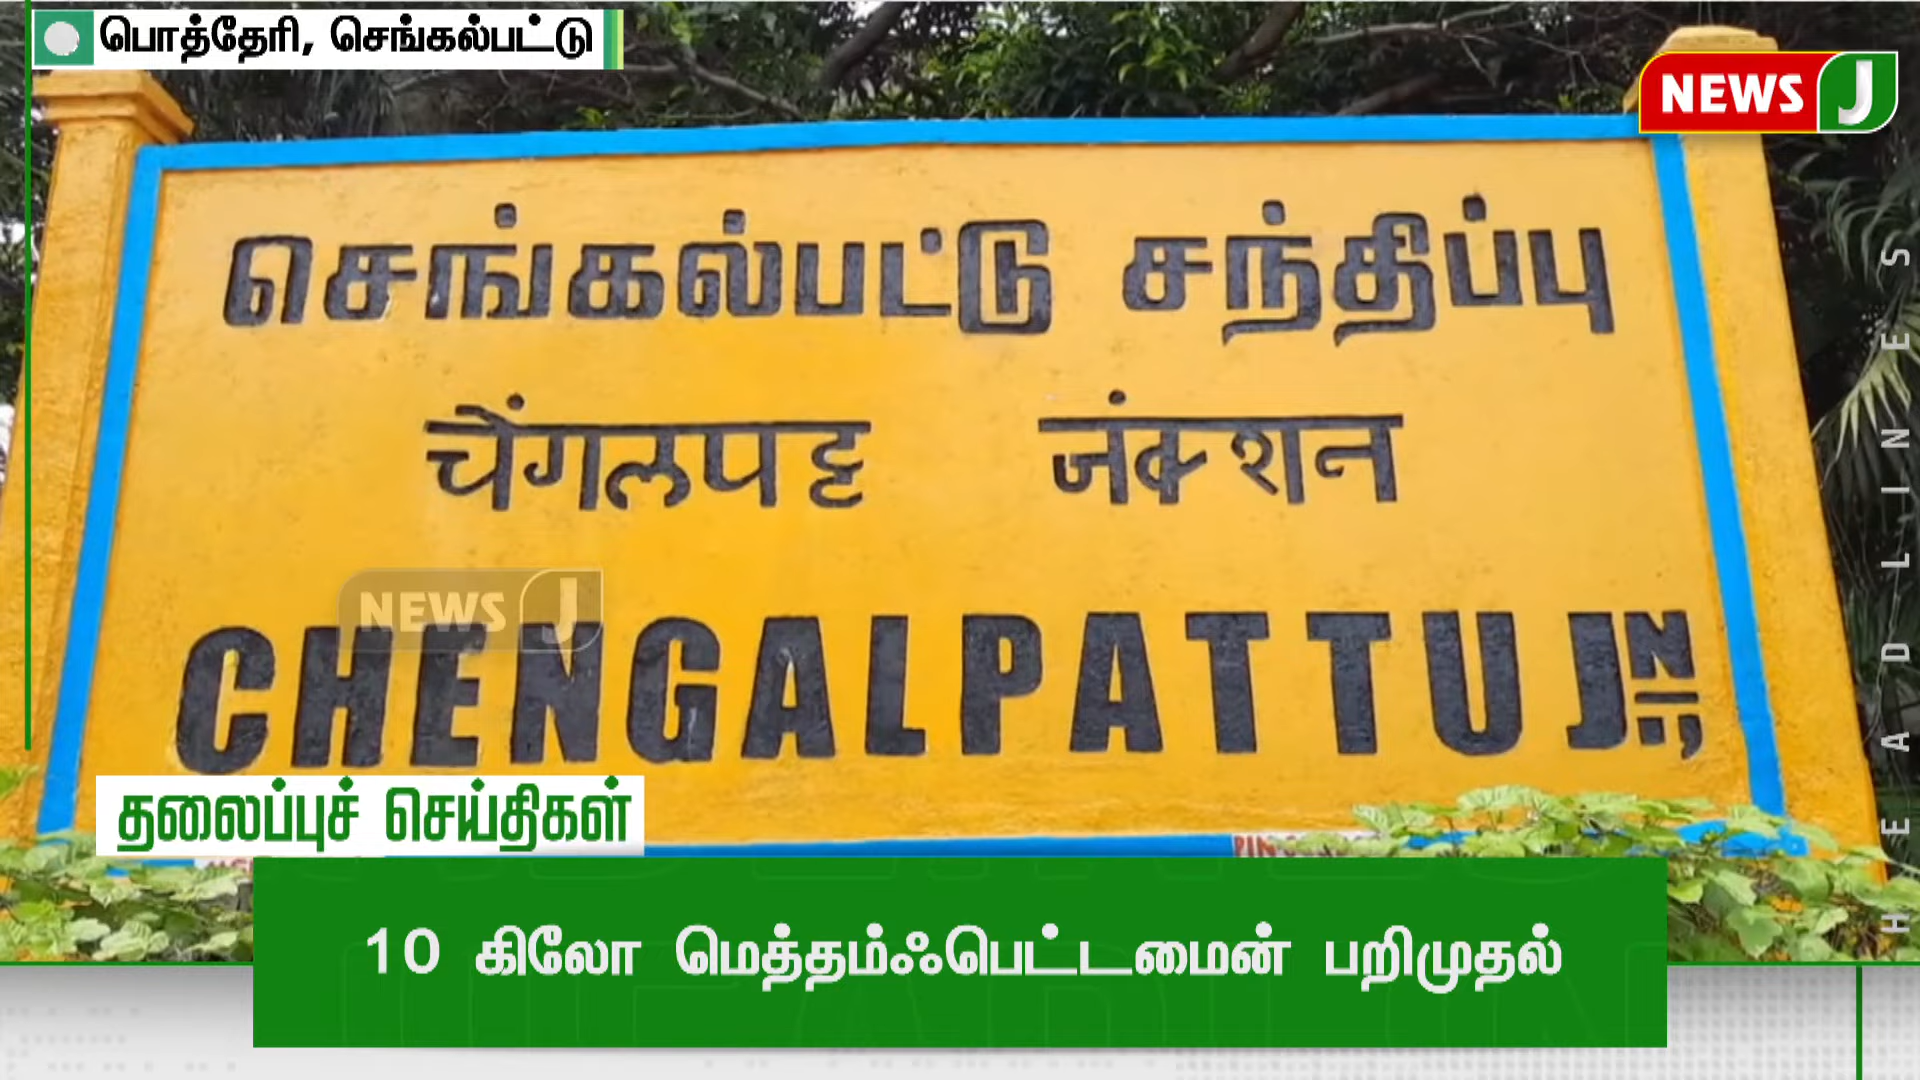 பொத்தேரி, செங்கல்பட்டு
NEWS J
செங்கல்பட்டு சந்திப்பு
चेंगलपट्टु जंक्शन
NEWS J
CHENGALPATTU JN.,
தலைப்புச் செய்திகள்
10 கிலோ மெத்தம்ஃபெட்டமைன் பறிமுதல்
HEADLINES